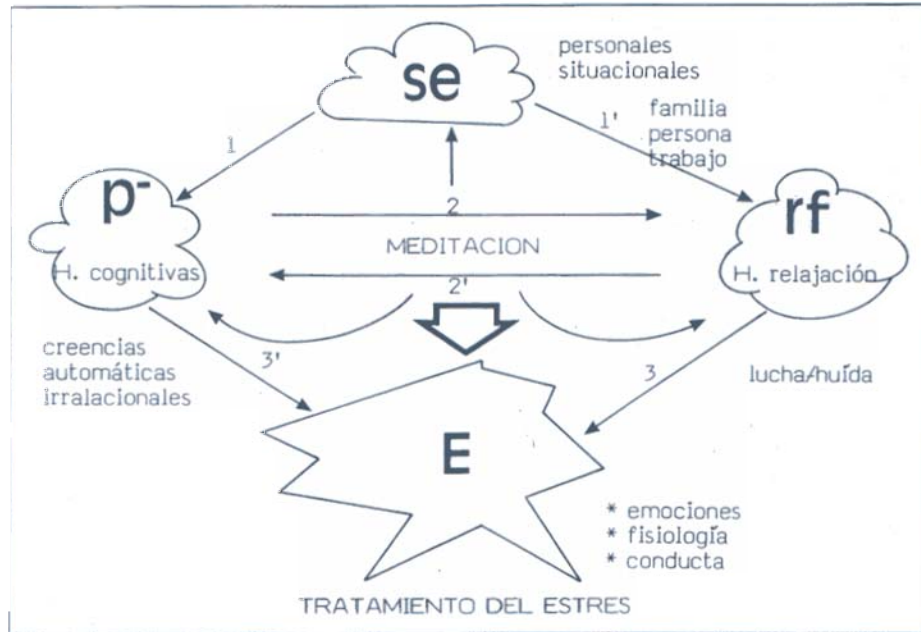 se
personales
situacionales
1
1'
familia
persona
trabajo
p-
H. cognitivas
2
MEDITACION
2'
rf
H. relajación
creencias
automáticas
irralacionales
3'
3
lucha/huída
E
* emociones
* fisiología
* conducta
TRATAMIENTO DEL ESTRES